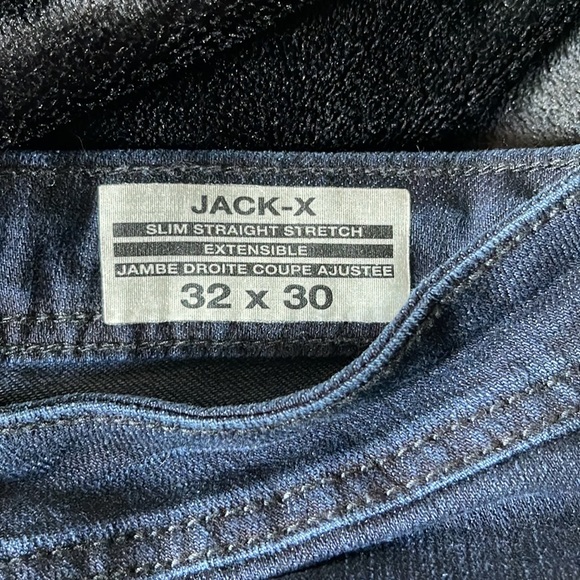 JACK-X
SLIM STRAIGHT STRETCH
EXTENSIBLE
JAMBE DROITE COUPE AJUSTÉE
32 x 30